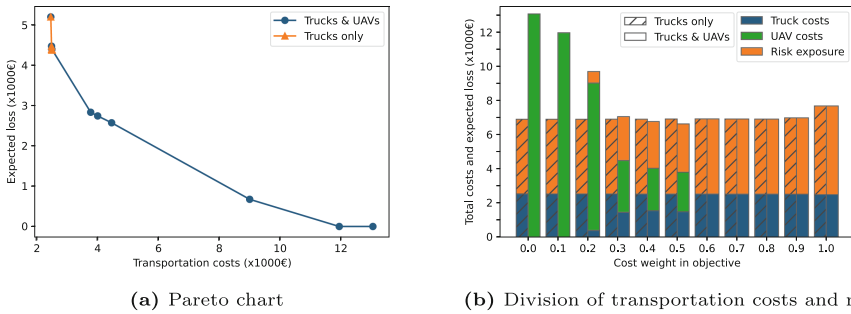 Trucks & UAVs
Trucks only
Expected loss (x1000€)
5
4
3
2
1
0
2
4
6
8
10
12
Transportation costs (x1000€)
(a) Pareto chart
Trucks only
Trucks & UAVs
Truck costs
UAV costs
Risk exposure
Total costs and expected loss (x1000€)
12
10
8
6
4
2
0
0.0
0.1
0.2
0.3
0.4
0.5
0.6
0.7
0.8
0.9
1.0
Cost weight in objective
(b) Division of transportation costs and